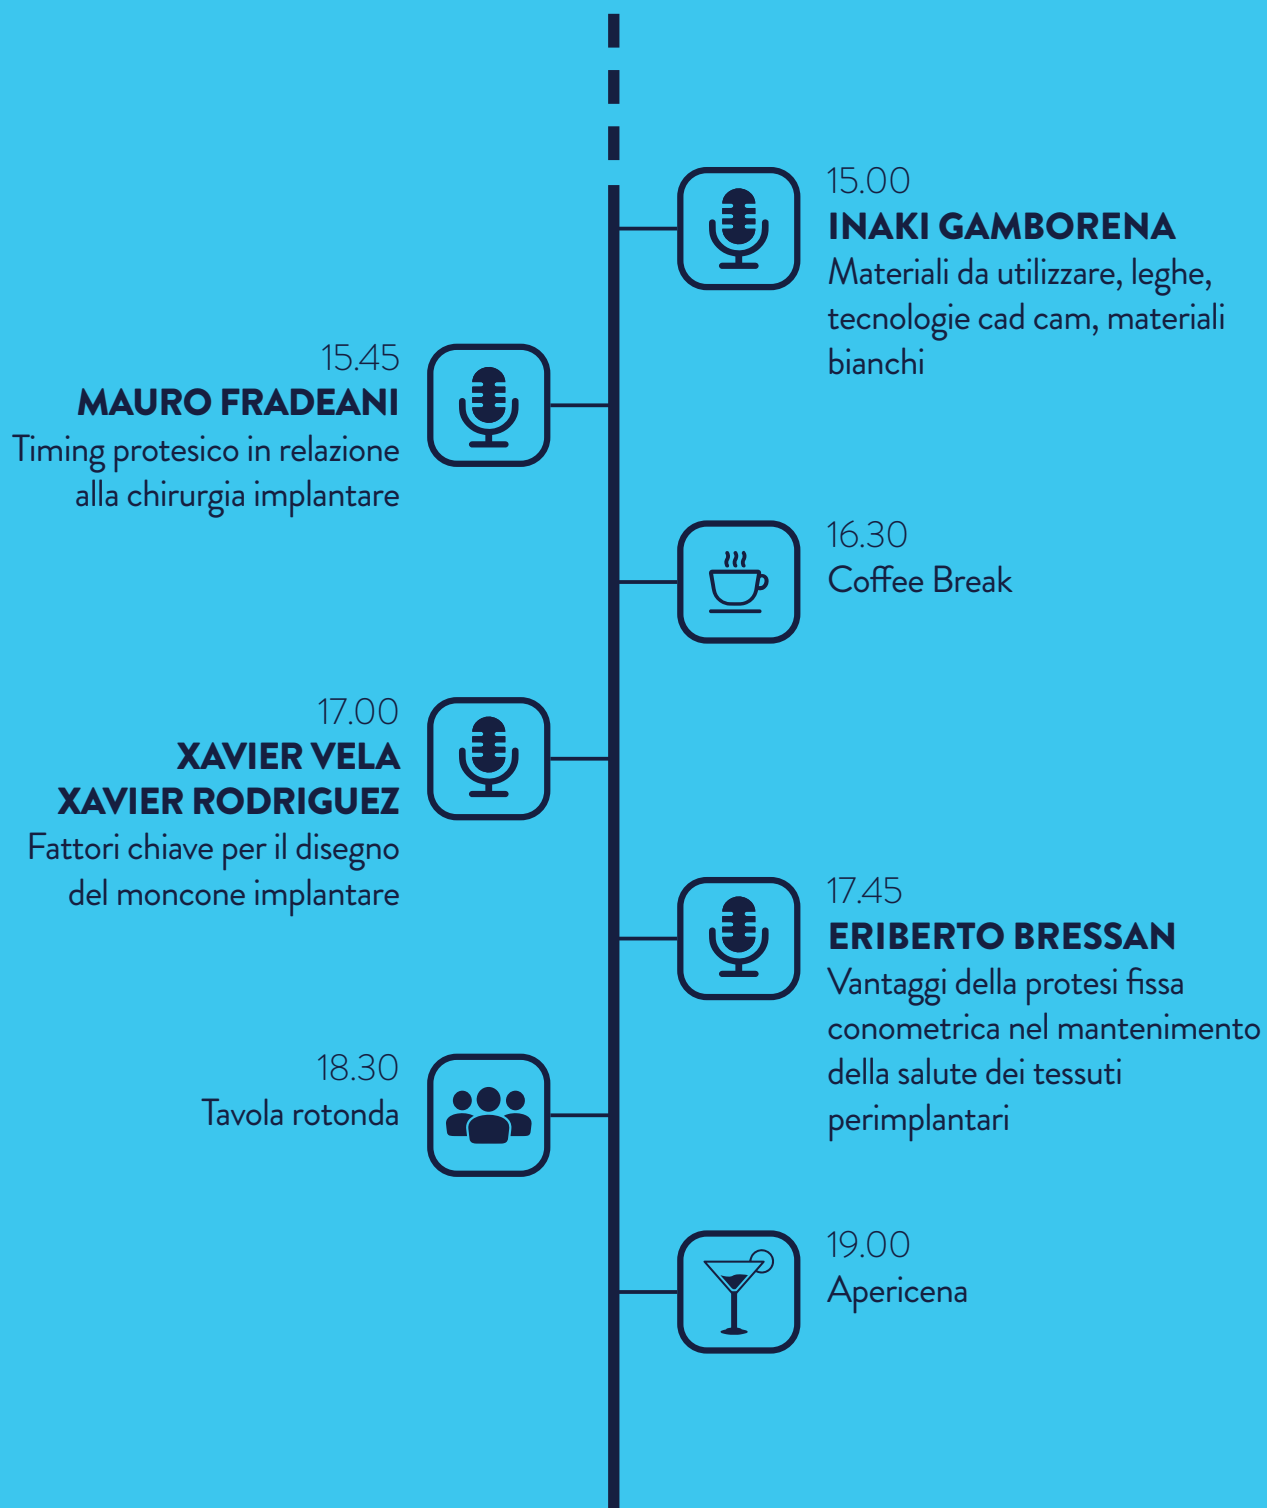 15.00
INAKI GAMBORENA
Materiali da utilizzare, leghe,
tecnologie cad cam, materiali
bianchi
15.45
MAURO FRADEANI
Timing protesico in relazione
alla chirurgia implantare
16.30
Coffee Break
17.00
XAVIER VELA
XAVIER RODRIGUEZ
Fattori chiave per il disegno
del moncone implantare
17.45
ERIBERTO BRESSAN
Vantaggi della protesi fissa
conometrica nel mantenimento
della salute dei tessuti
perimplantari
18.30
Tavola rotonda
19.00
Apericena